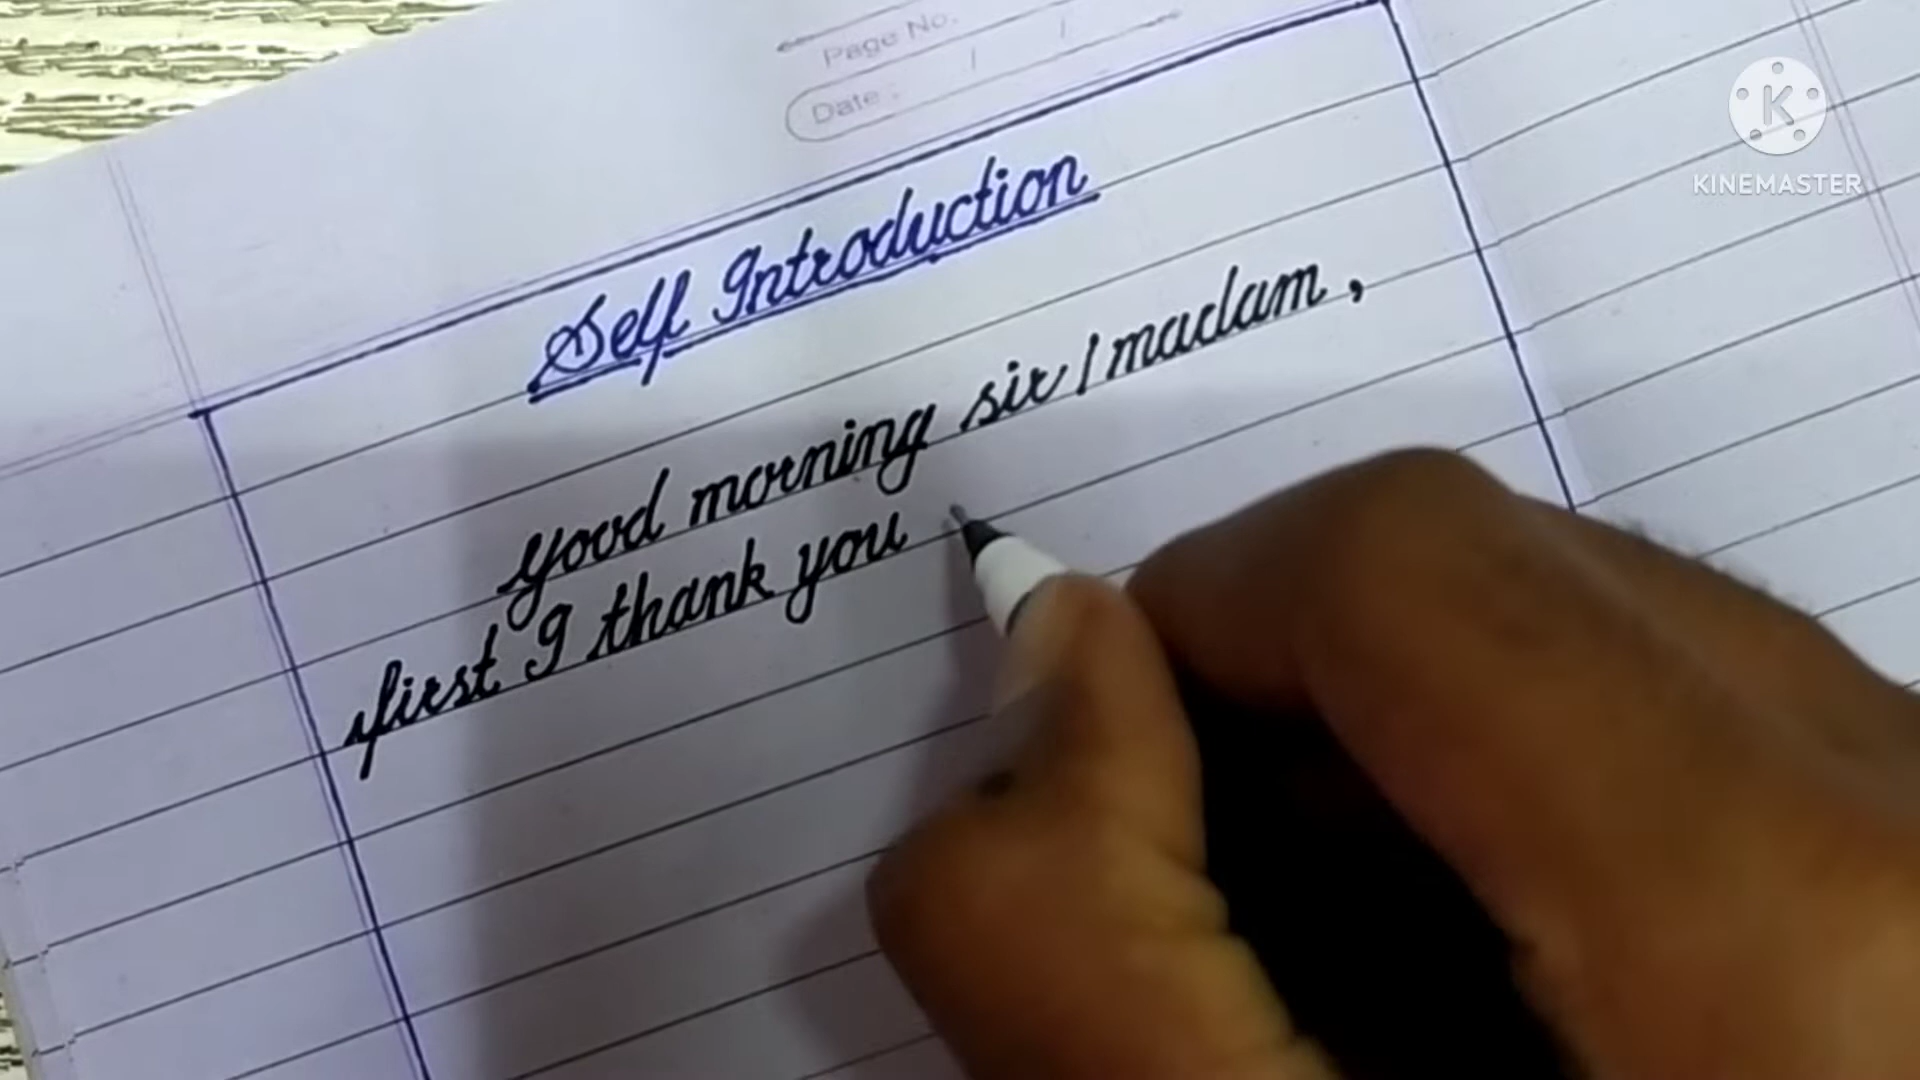 Page No.
Date :   /   /
Self Introduction
good morning sir / madam ,
first I thank you
KINEMASTER